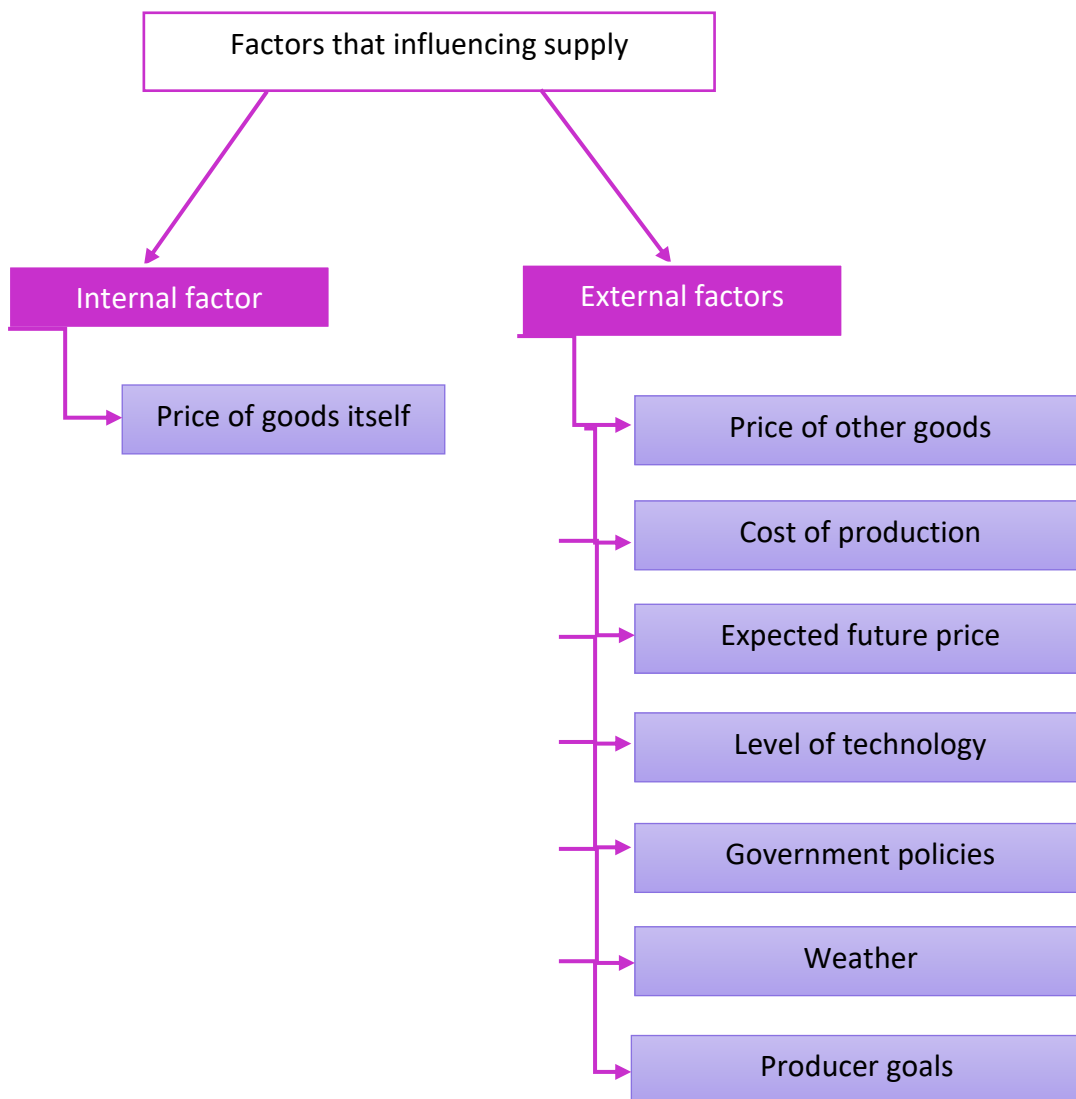 Factors that influencing supply
Internal factor
External factors
Price of goods itself
Price of other goods
Cost of production
Expected future price
Level of technology
Government policies
Weather
Producer goals